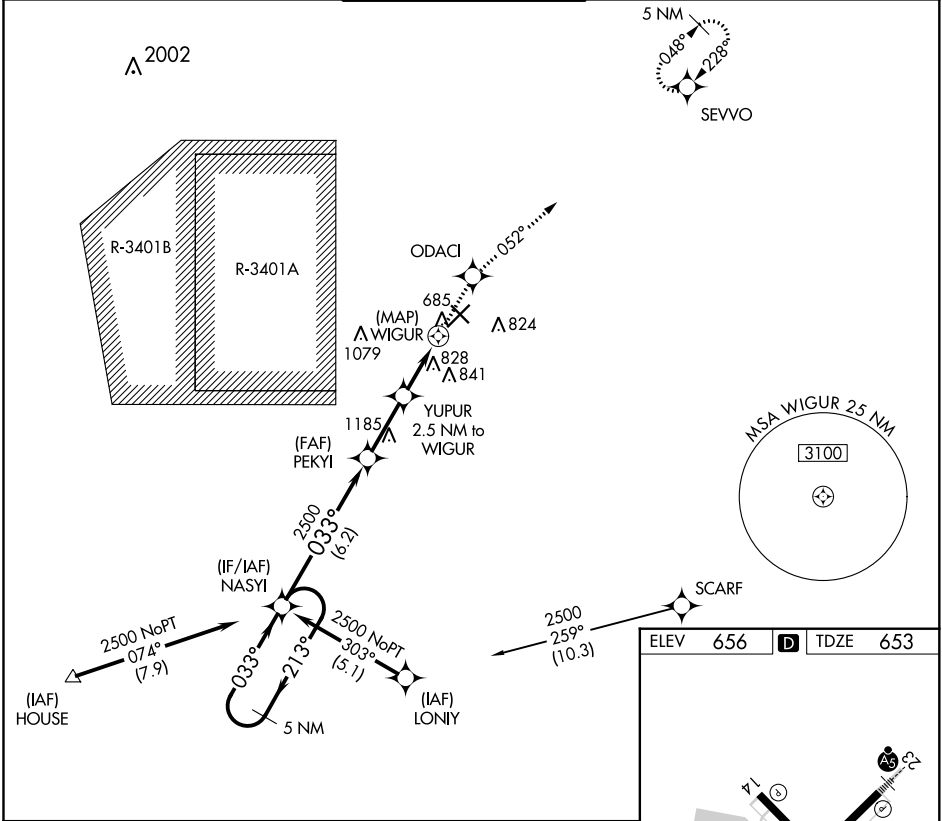 5 NM
048°
228°
SEVVO
2002
R-3401B
R-3401A
ODACI
052°
685
(MAP)
WIGUR
824
1079
828
841
YUPUR
2.5 NM to
WIGUR
1185
(FAF)
PEKYI
MSA WIGUR 25 NM
3100
2500
033°
(6.2)
(IF/IAF)
NASYI
SCARF
2500 NoPT
074°
(7.9)
2500 NoPT
303°
(5.1)
2500
259°
(10.3)
033°
213°
5 NM
(IAF)
HOUSE
(IAF)
LONIY
ELEV 656 D TDZE 653
A5
23
14
P
P